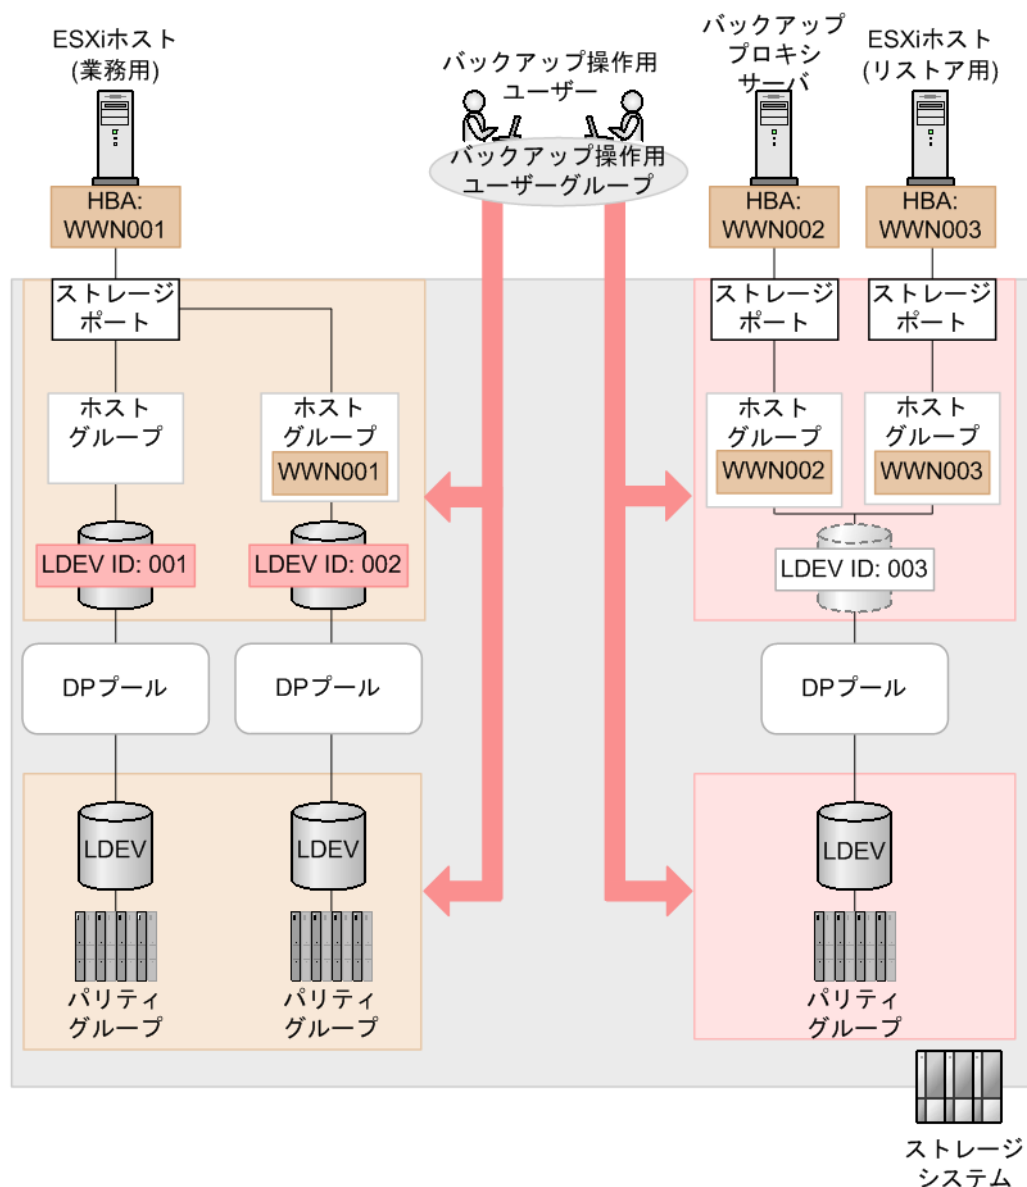 ESXiホスト
(業務用)
バックアップ操作用
ユーザー
バックアップ
プロキシ
サーバ
ESXiホスト
(リストア用)
バックアップ操作用
ユーザーグループ
HBA:
WWN001
HBA:
WWN002
HBA:
WWN003
ストレージ
ポート
ストレージ
ポート
ストレージ
ポート
ホスト
グループ
ホスト
グループ
WWN001
ホスト
グループ
WWN002
ホスト
グループ
WWN003
LDEV ID: 001
LDEV ID: 002
LDEV ID: 003
DPプール
DPプール
DPプール
LDEV
LDEV
LDEV
パリティ
グループ
パリティ
グループ
パリティ
グループ
ストレージ
システム